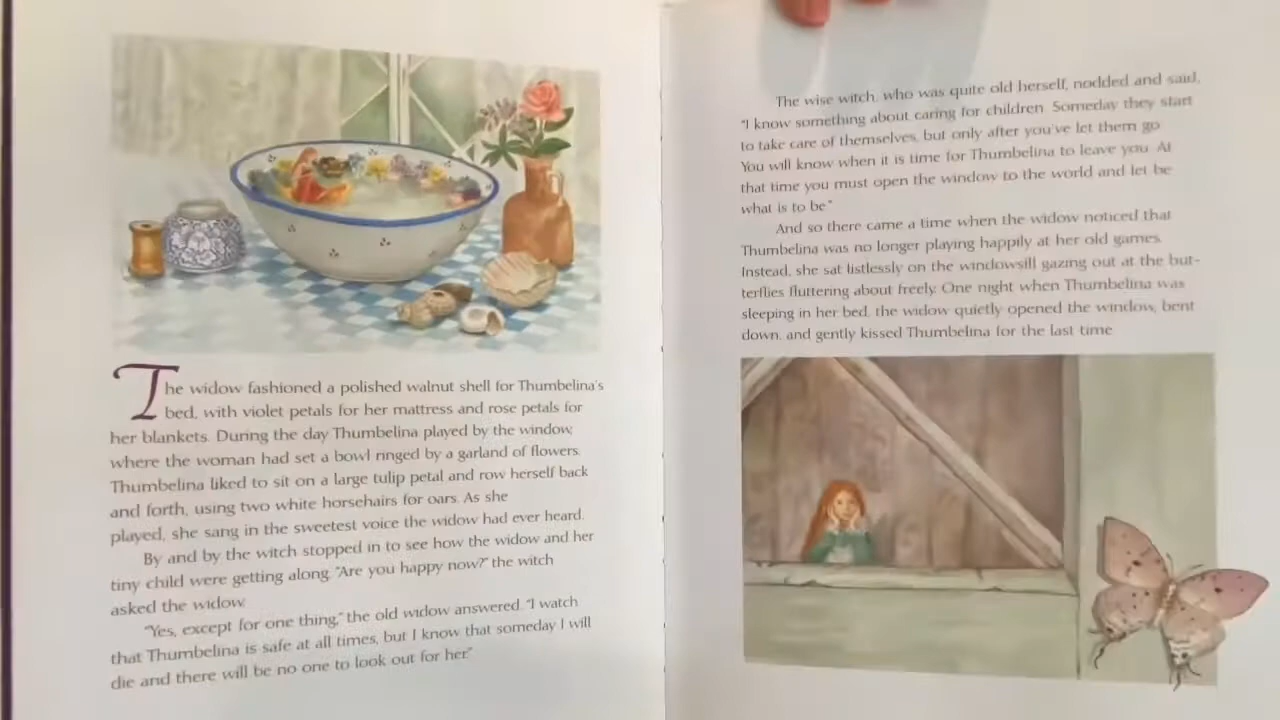 The widow fashioned a polished walnut shell for Thumbelina's
bed, with violet petals for her mattress and rose petals for
her blankets. During the day Thumbelina played by the window,
where the woman had set a bowl ringed by a garland of flowers.
Thumbelina liked to sit on a large tulip petal and row herself back
and forth, using two white horsehairs for oars. As she
played, she sang in the sweetest voice the widow had ever heard.
By and by the witch stopped in to see how the widow and her
tiny child were getting along. "Are you happy now?" the witch
asked the widow.
"Yes, except for one thing," the old widow answered. "I watch
that Thumbelina is safe at all times, but I know that someday I will
die and there will be no one to look out for her."
The wise witch, who was quite old herself, nodded and said,
"I know something about caring for children. Someday they start
to take care of themselves, but only after you've let them go.
You will know when it is time for Thumbelina to leave you. At
that time you must open the window to the world and let be
what is to be."
And so there came a time when the widow noticed that
Thumbelina was no longer playing happily at her old games.
Instead, she sat listlessly on the windowsill gazing out at the but-
terflies fluttering about freely. One night when Thumbelina was
sleeping in her bed, the widow quietly opened the window, bent
down, and gently kissed Thumbelina for the last time.